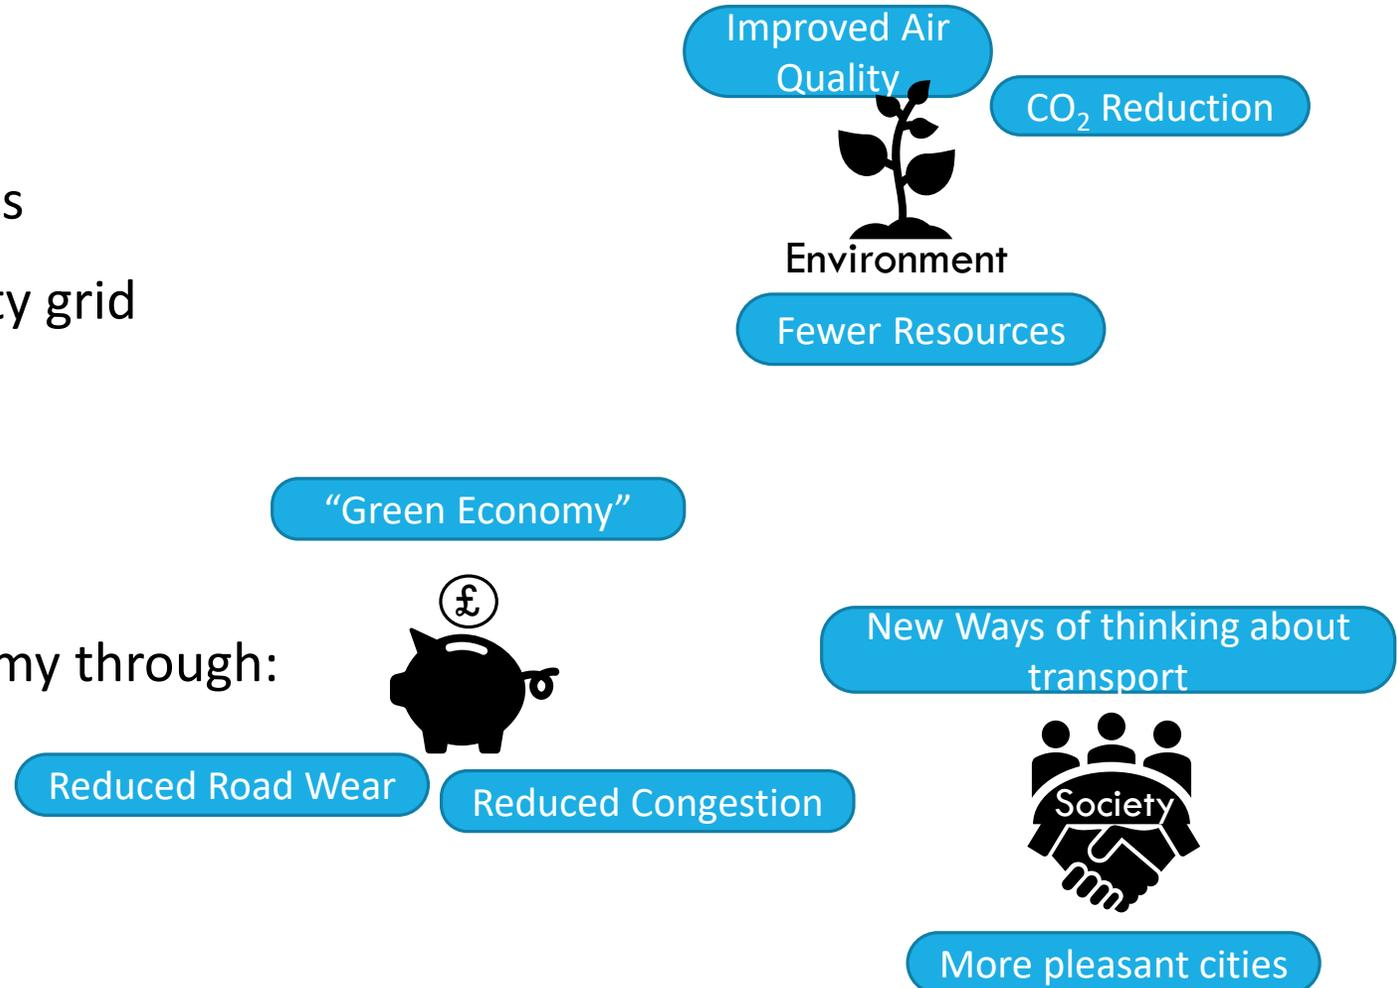 Improved Air
Quality
CO₂ Reduction
s
ty grid
Environment
Fewer Resources
“Green Economy”
£
my through:
New Ways of thinking about
transport
Reduced Road Wear
Reduced Congestion
Society
More pleasant cities